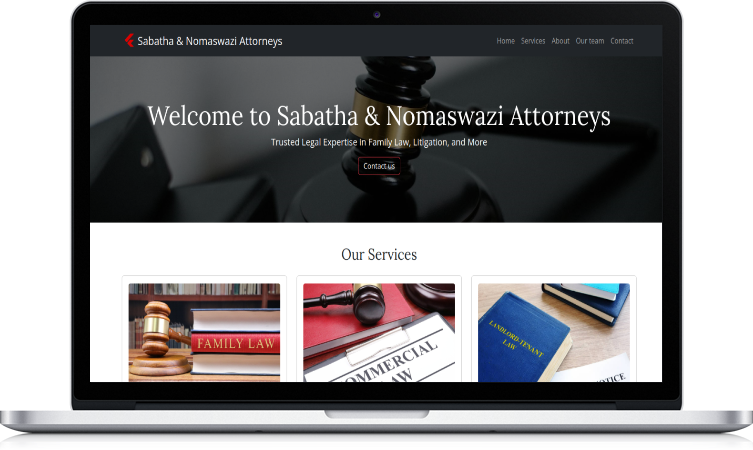 Sabatha & Nomaswazi Attorneys
Home Services About Our team Contact
Welcome to Sabatha & Nomaswazi Attorneys
Trusted Legal Expertise in Family Law, Litigation, and More
Contact us
Our Services
FAMILY LAW
COMMERCIAL
LAW
LANDLORD-TENANT
LAW
NOTICE